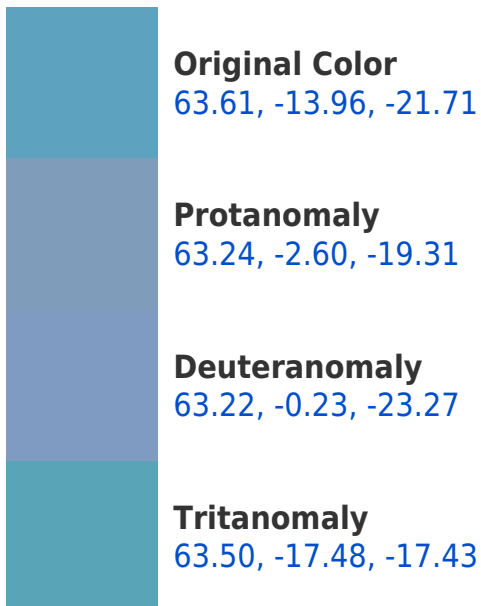 Original Color
63.61, -13.96, -21.71
Protanomaly
63.24, -2.60, -19.31
Deuteranomaly
63.22, -0.23, -23.27
Tritanomaly
63.50, -17.48, -17.43